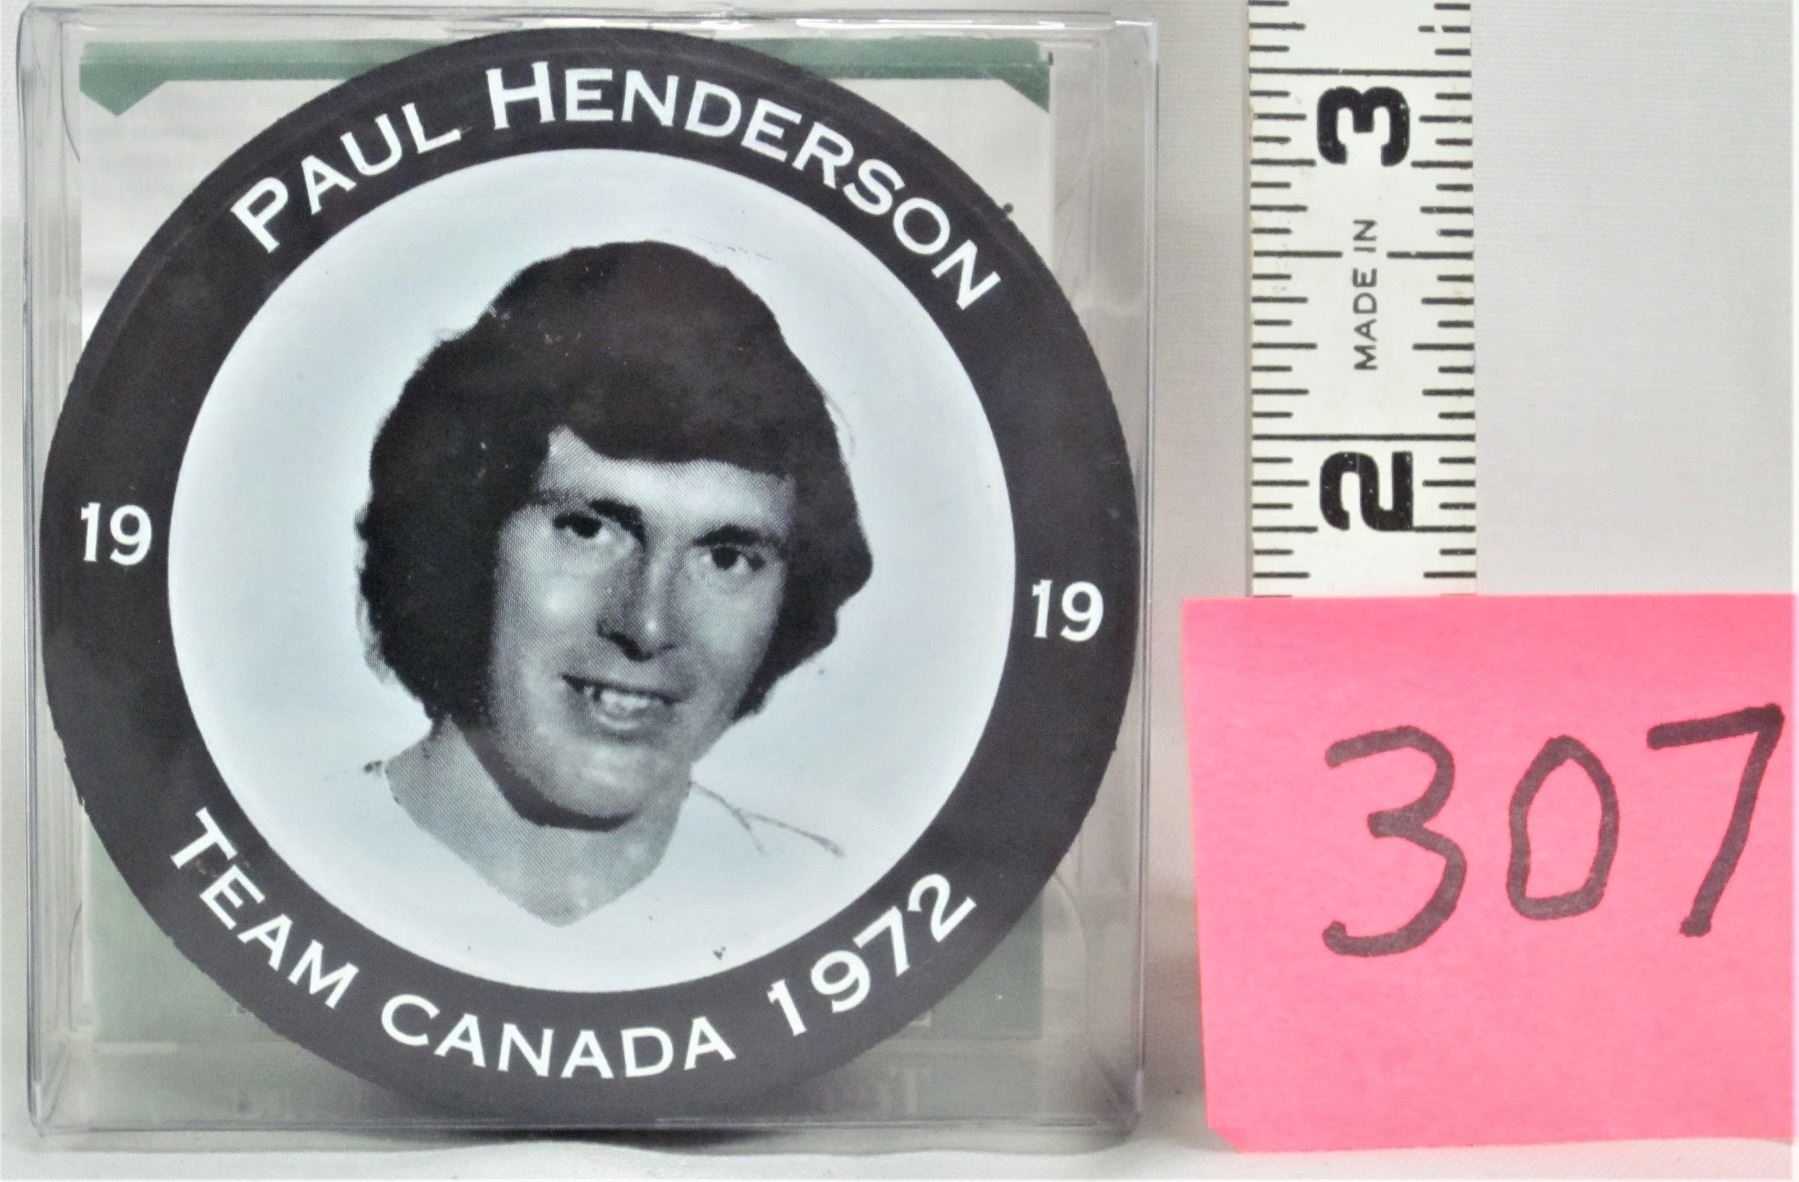 PAUL HENDERSON
19
19
TEAM CANADA 1972
3
MADE IN
2
307